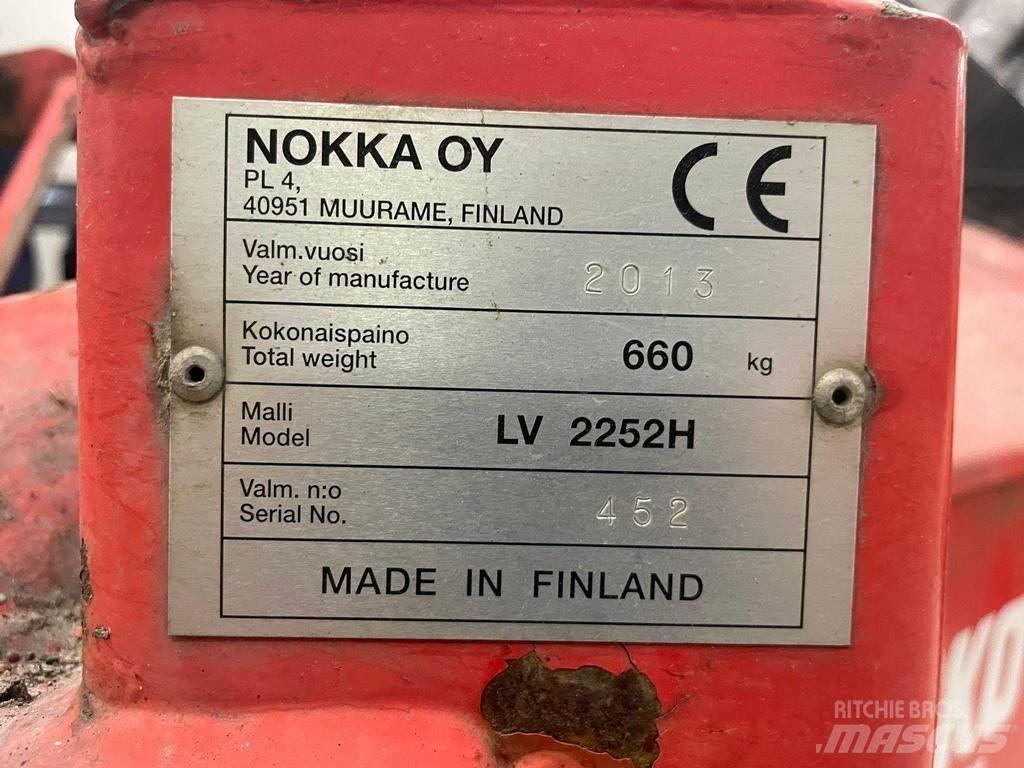 NOKKA OY
PL 4,
40951 MUURAME, FINLAND
CE
Valm.vuosi
Year of manufacture
2013
Kokonaispaino
Total weight
660 kg
Malli
Model
LV 2252H
Valm. n:o
Serial No.
452
MADE IN FINLAND
RITCHIE BROS.
MASCUS